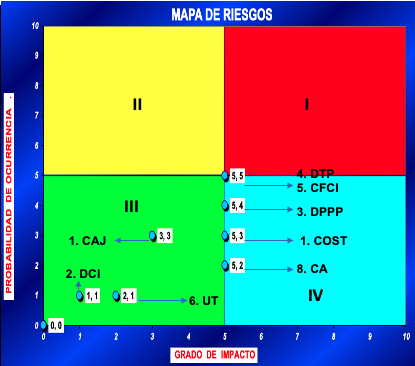 MAPA DE RIESGOS
PROBABILIDAD DE OCURRENCIA .
10
9
8
7
6
5
4
3
2
1
0
II
I
5, 5
4. DTP
5. CFCI
III
5, 4
3. DPPP
1. CAJ
3, 3
5, 3
1. COST
2. DCI
5, 2
8. CA
1, 1
2, 1
6. UT
IV
0, 0
0 1 2 3 4 5 6 7 8 9 10
GRADO DE IMPACTO